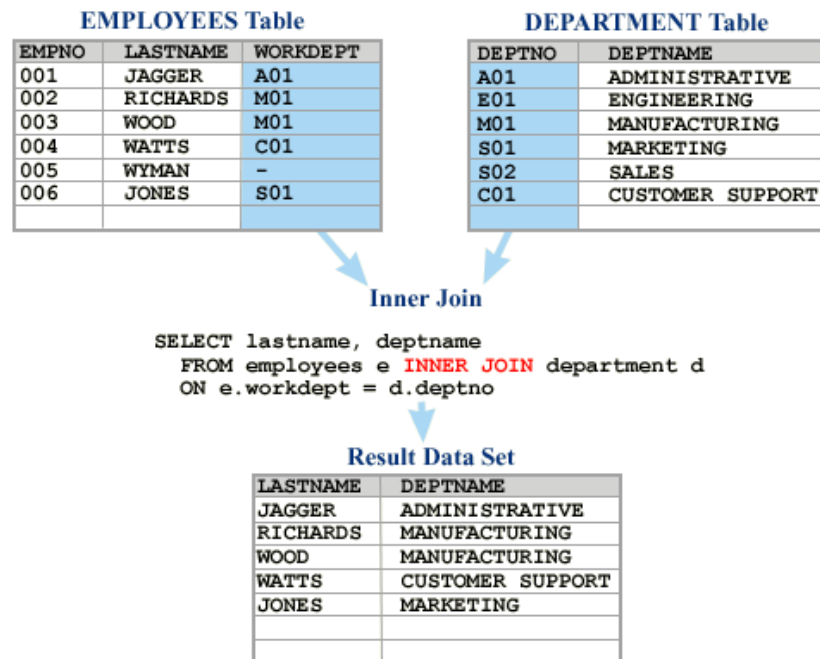 EMPLOYEES Table
EMPNO LASTNAME WORKDEPT
001 JAGGER A01
002 RICHARDS M01
003 WOOD M01
004 WATTS C01
005 WYMAN -
006 JONES S01
DEPARTMENT Table
DEPTNO DEPTNAME
A01 ADMINISTRATIVE
E01 ENGINEERING
M01 MANUFACTURING
S01 MARKETING
S02 SALES
C01 CUSTOMER SUPPORT
Inner Join
SELECT lastname, deptname
FROM employees e INNER JOIN department d
ON e.workdept = d.deptno
Result Data Set
LASTNAME DEPTNAME
JAGGER ADMINISTRATIVE
RICHARDS MANUFACTURING
WOOD MANUFACTURING
WATTS CUSTOMER SUPPORT
JONES MARKETING